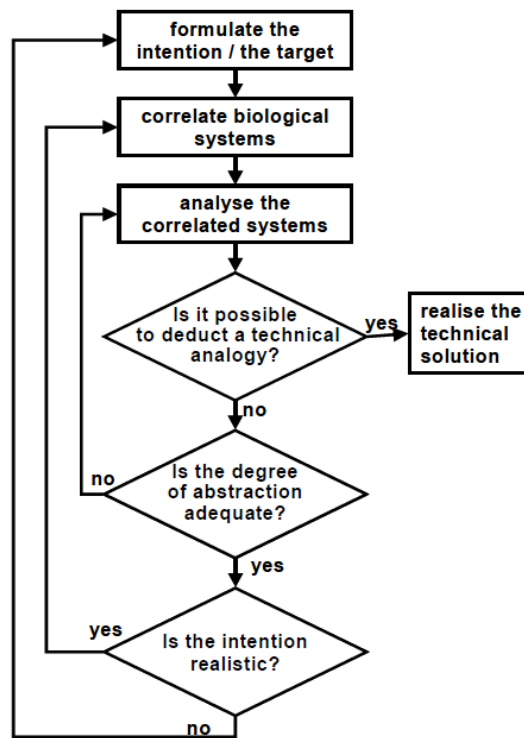 formulate the
intention / the target
correlate biological
systems
analyse the
correlated systems
Is it possible
to deduct a technical
analogy?
yes
realise the
technical
solution
no
Is the degree
of abstraction
adequate?
no
yes
Is the intention
realistic?
yes
no